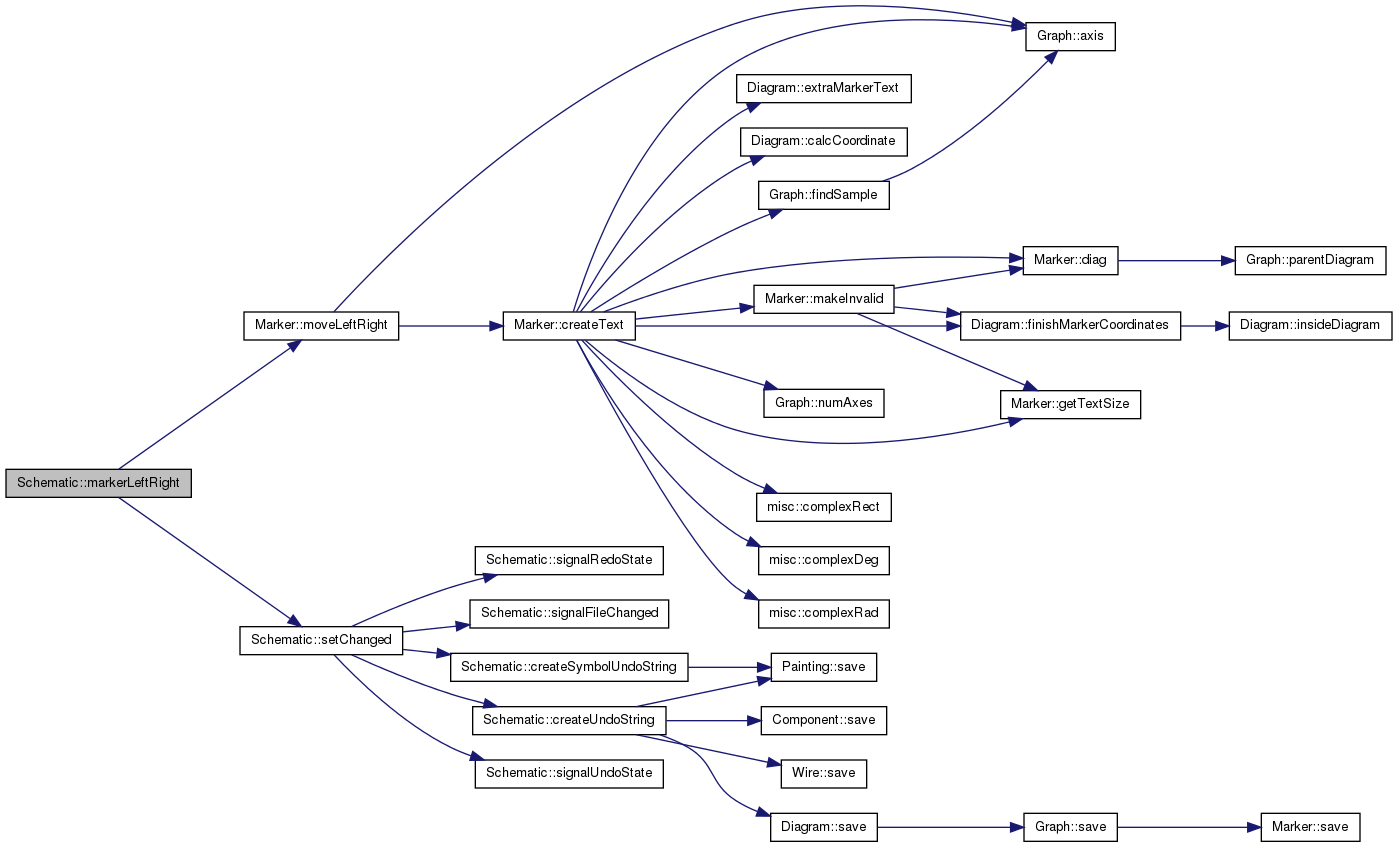 Graph::axis
Diagram::extraMarkerText
Diagram::calcCoordinate
Graph::findSample
Marker::diag
Graph::parentDiagram
Marker::makeInvalid
Marker::moveLeftRight
Marker::createText
Diagram::finishMarkerCoordinates
Diagram::insideDiagram
Graph::numAxes
Marker::getTextSize
Schematic::markerLeftRight
misc::complexRect
Schematic::signalRedoState
misc::complexDeg
Schematic::signalFileChanged
misc::complexRad
Schematic::setChanged
Schematic::createSymbolUndoString
Painting::save
Schematic::createUndoString
Component::save
Schematic::signalUndoState
Wire::save
Diagram::save
Graph::save
Marker::save